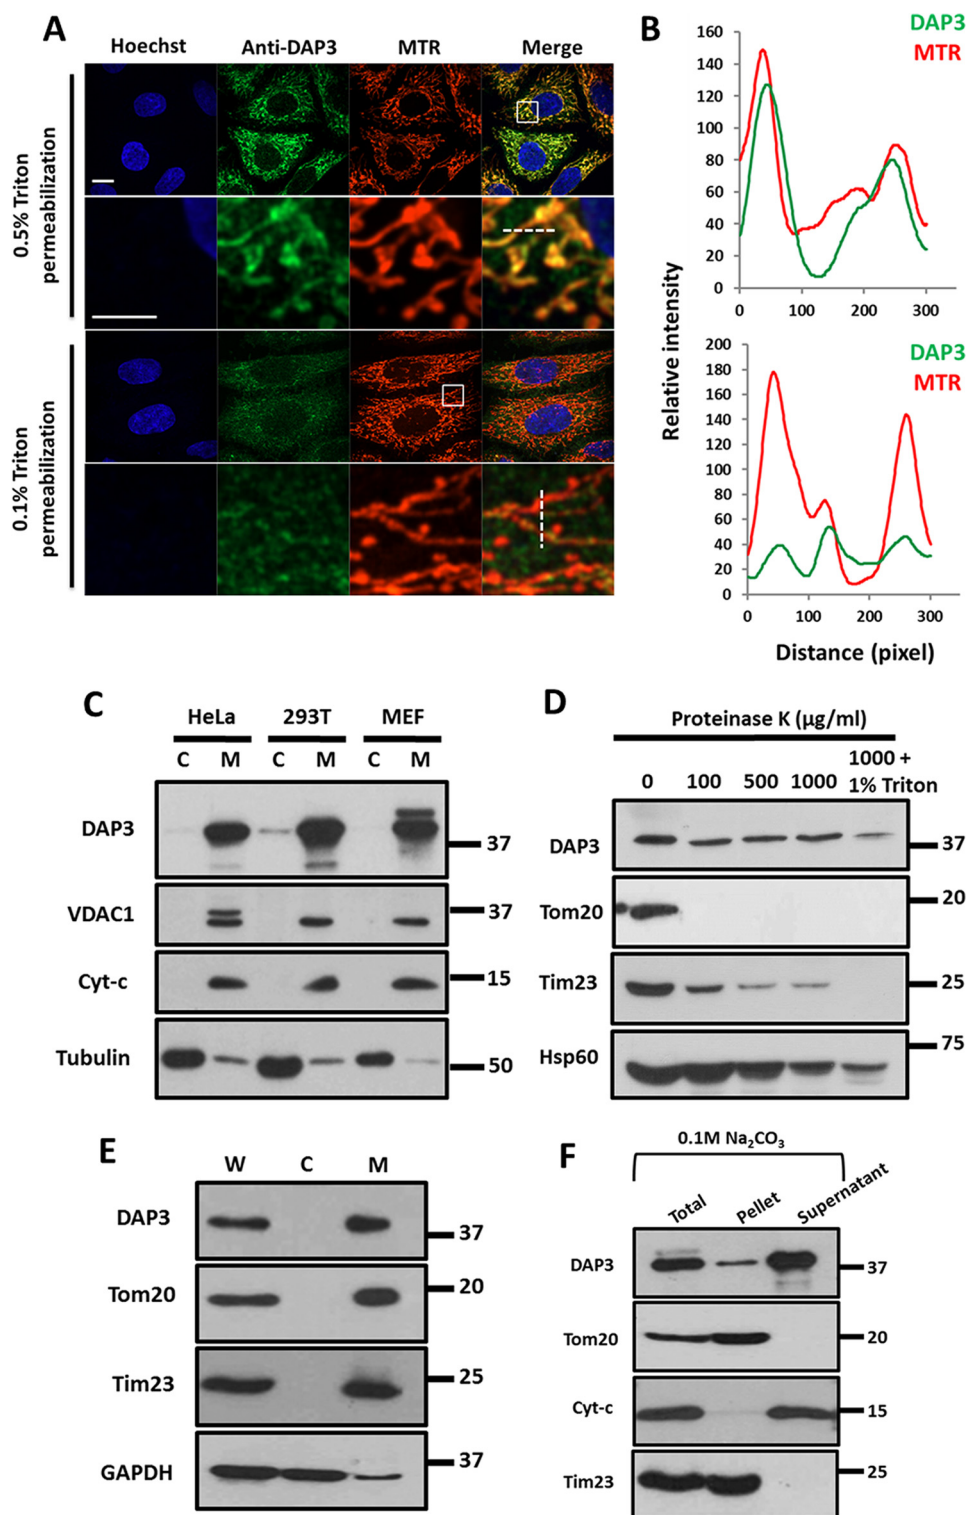 A
Hoechst Anti-DAP3 MTR Merge
0.5% Triton
permeabilization
0.1% Triton
permeabilization
B
DAP3
MTR
160
140
120
100
80
60
40
20
0
0 100 200 300
DAP3
MTR
200
180
160
140
120
100
80
60
40
20
0
0 100 200 300
Relative intensity
Distance (pixel)
C
HeLa 293T MEF
C M C M C M
DAP3 37
VDAC1 37
Cyt-c 15
Tubulin 50
D
Proteinase K (µg/ml)
0 100 500 1000 1000 +
1% Triton
DAP3 37
Tom20 20
Tim23 25
Hsp60 75
E
W C M
DAP3 37
Tom20 20
Tim23 25
GAPDH 37
F
0.1M Na₂CO₃
Total Pellet Supernatant
DAP3 37
Tom20 20
Cyt-c 15
Tim23 25